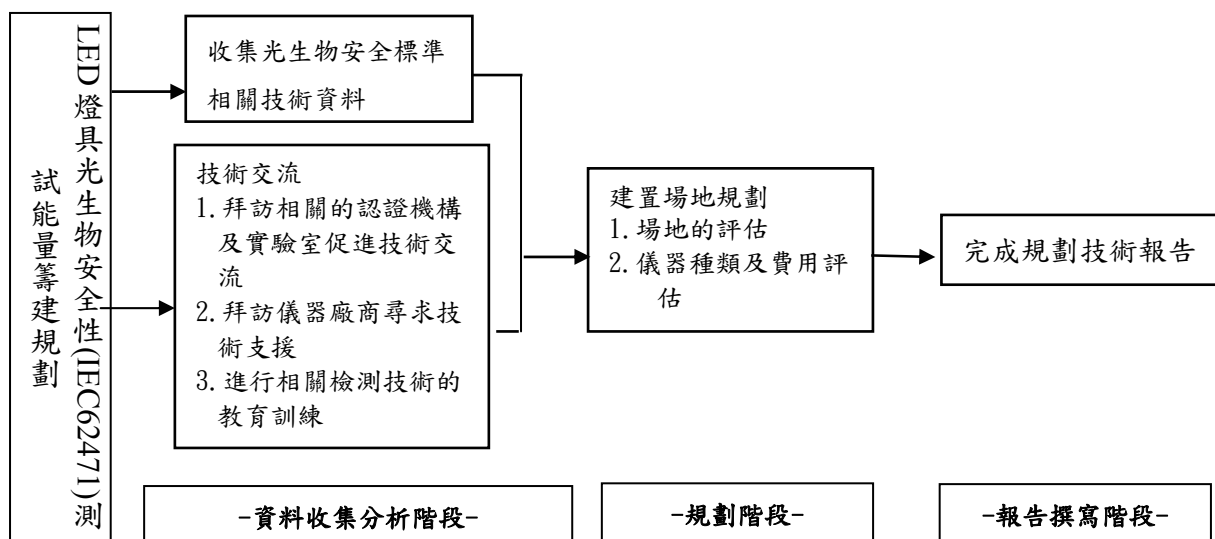 LED 燈具光生物安全性(IEC62471)測
試能量籌建規劃
收集光生物安全標準
相關技術資料
技術交流
1.拜訪相關的認證機構
及實驗室促進技術交
流
2.拜訪儀器廠商尋求技
術支援
3.進行相關檢測技術的
教育訓練
建置場地規劃
1.場地的評估
2.儀器種類及費用評
估
完成規劃技術報告
-資料收集分析階段-
-規劃階段-
-報告撰寫階段-